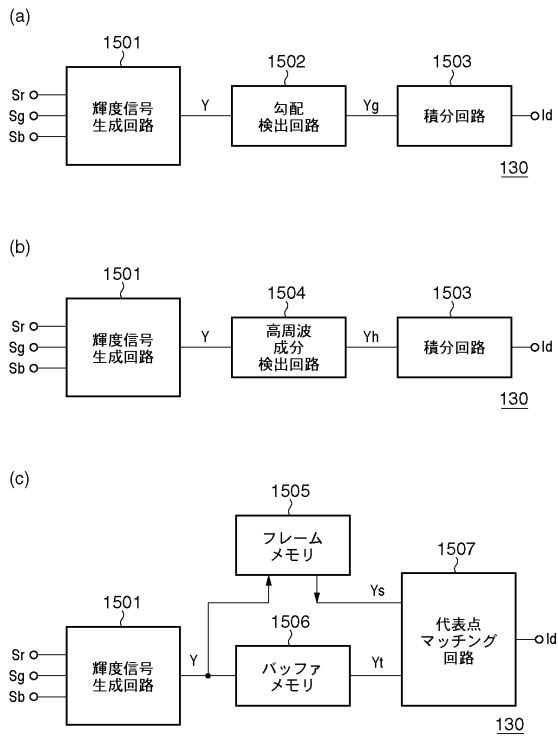 (a)
1501
1502
1503
Sr
Sg
Sb
輝度信号
生成回路
Y
勾配
検出回路
Yg
積分回路
Id
130
(b)
1501
1504
1503
Sr
Sg
Sb
輝度信号
生成回路
Y
高周波
成分
検出回路
Yh
積分回路
Id
130
(c)
1505
フレーム
メモリ
1507
1501
Ys
1506
代表点
マッチング
回路
Id
Sr
Sg
Sb
輝度信号
生成回路
Y
バッファ
メモリ
Yt
130